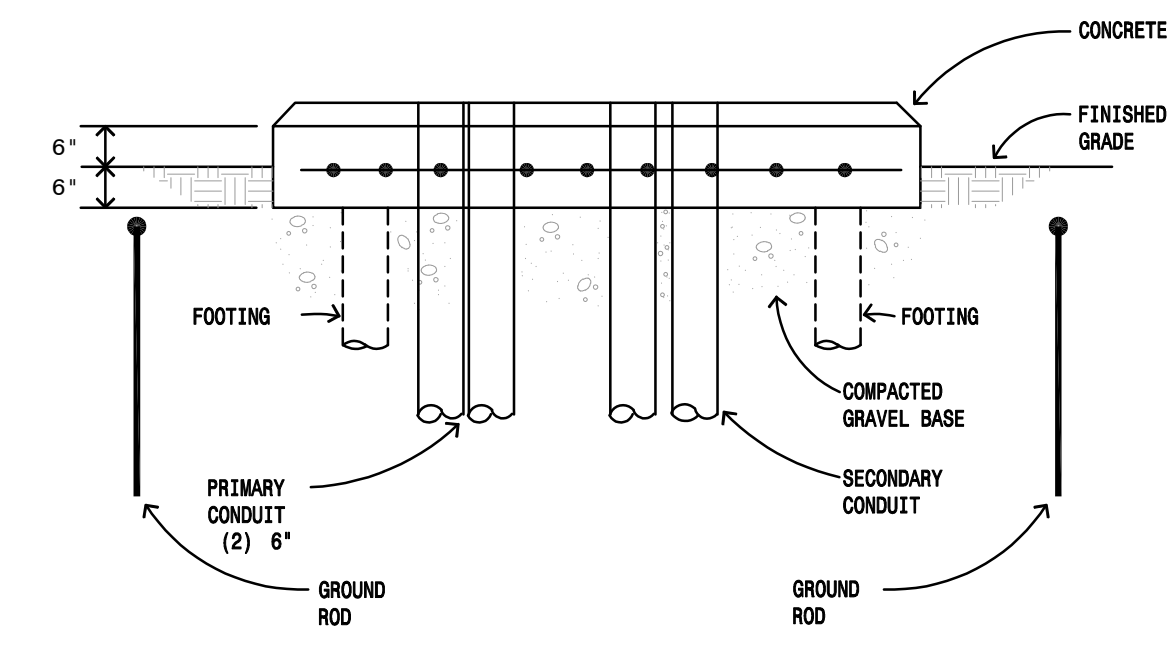 CONCRETE
FINISHED
GRADE
6"
6"
FOOTING
FOOTING
COMPACTED
GRAVEL BASE
PRIMARY
CONDUIT
(2) 6"
SECONDARY
CONDUIT
GROUND
ROD
GROUND
ROD